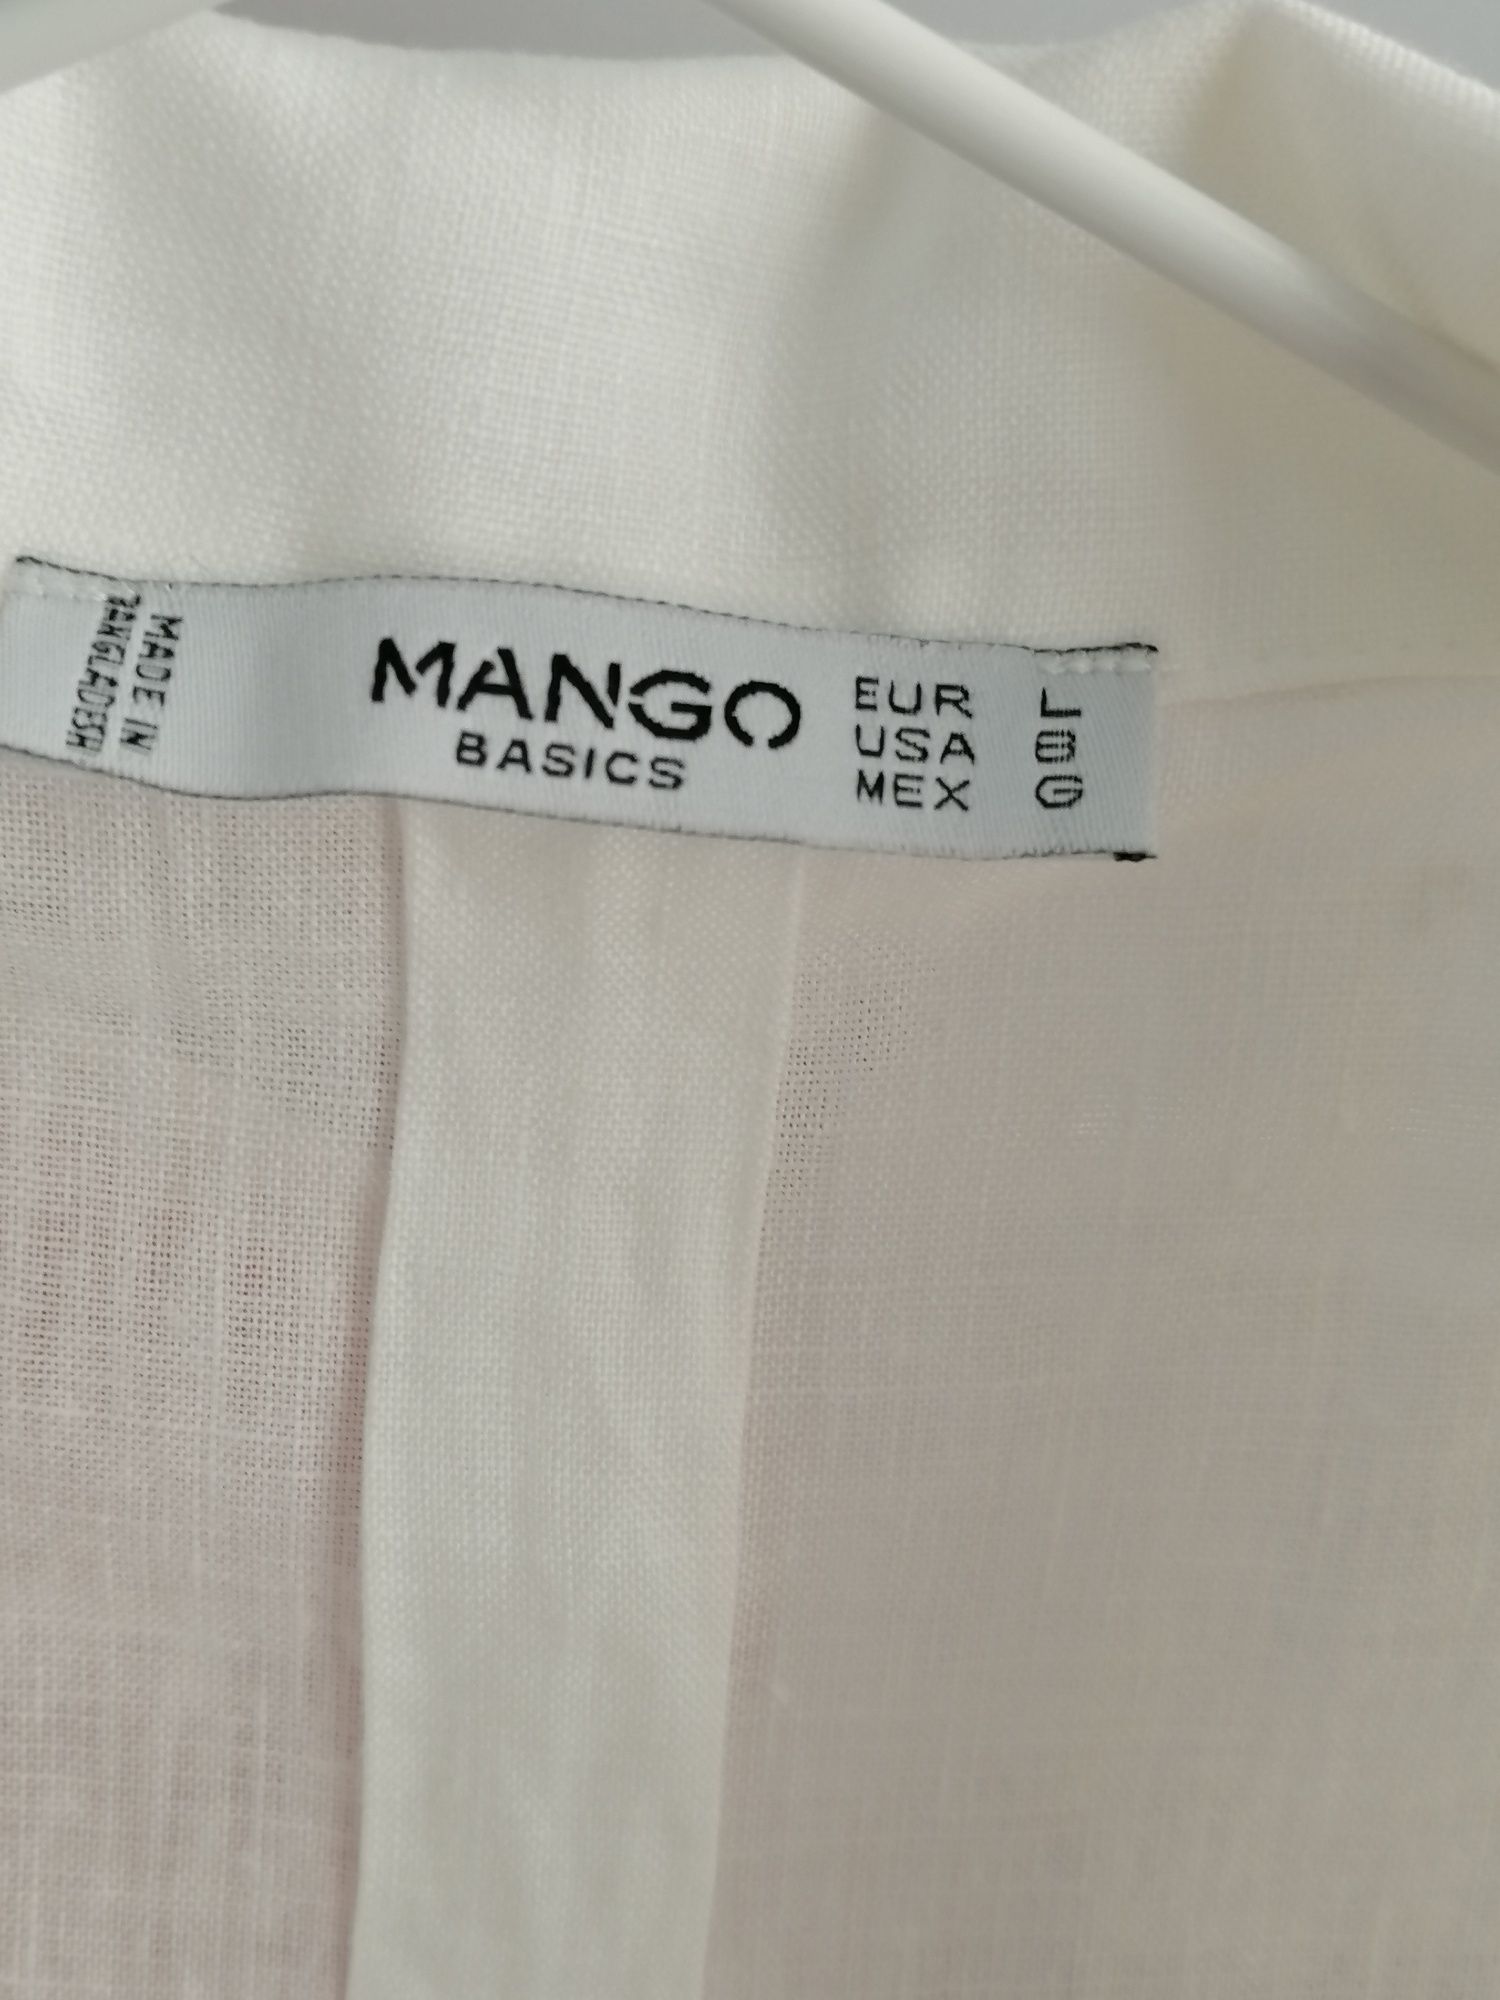 MADE IN
BANGLADESH
MANGO
BASICS
EUR L
USA 8
MEX G